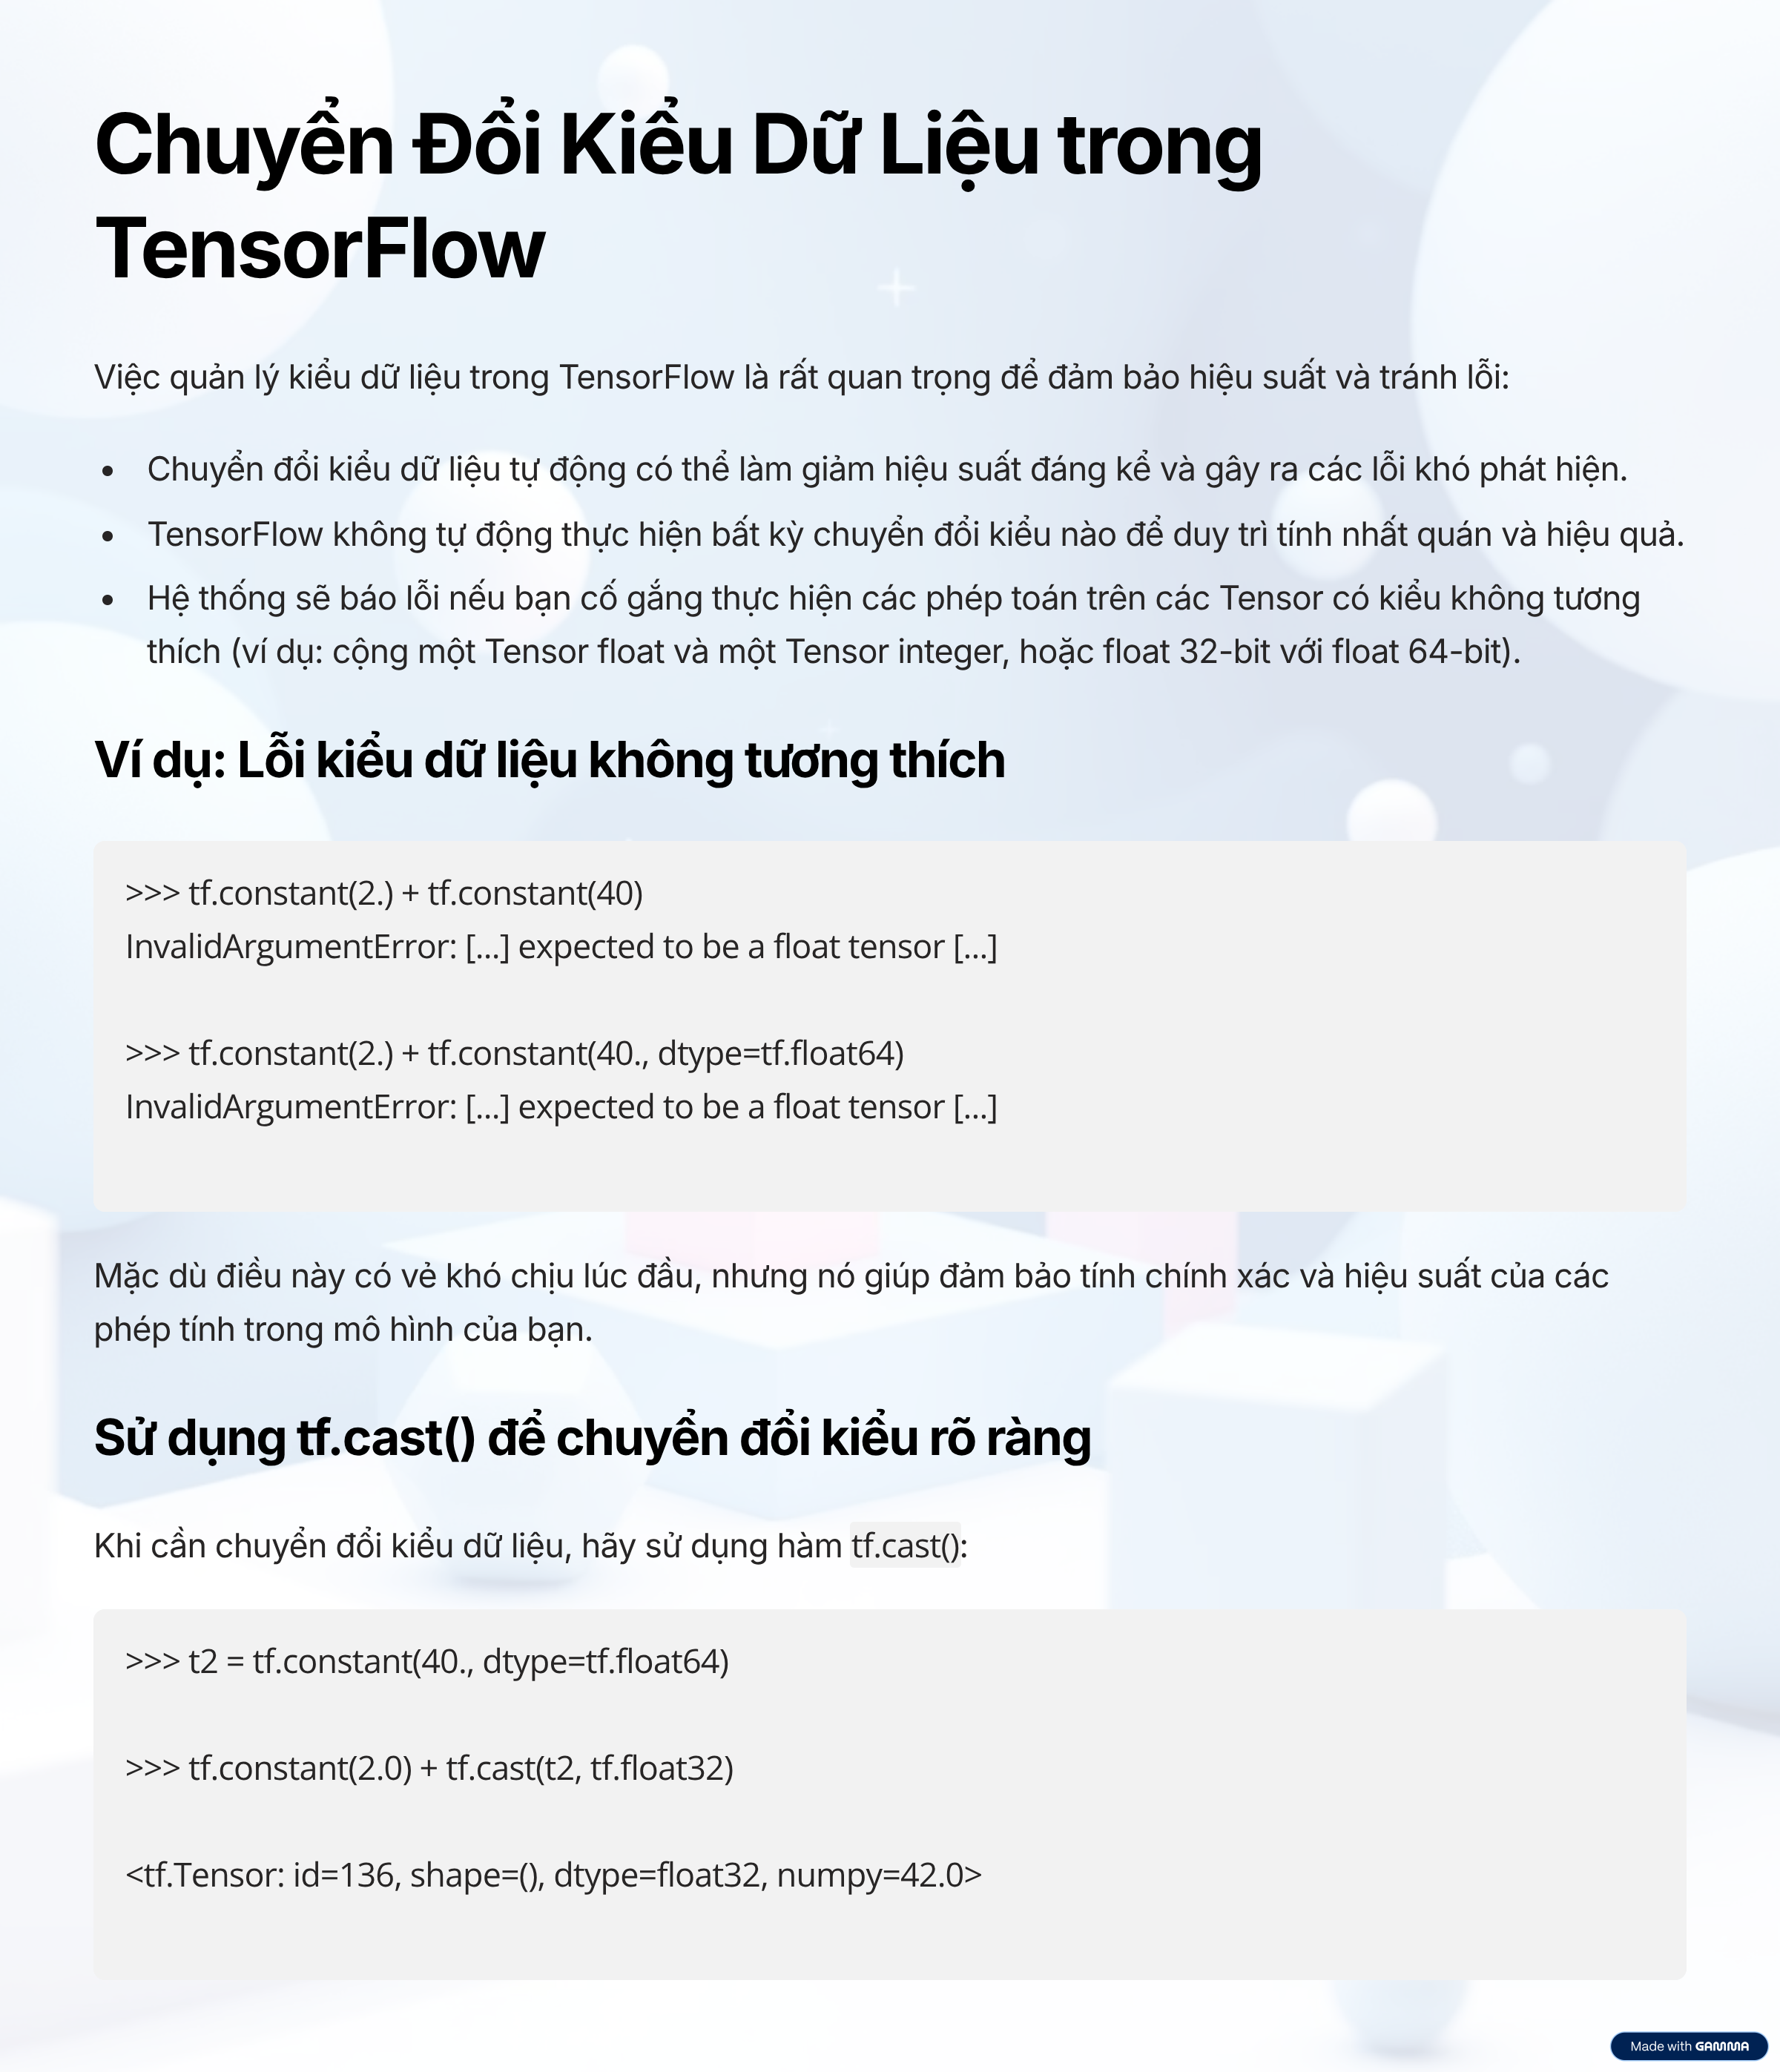 Chuyển Đổi Kiểu Dữ Liệu trong
TensorFlow
Việc quản lý kiểu dữ liệu trong TensorFlow là rất quan trọng để đảm bảo hiệu suất và tránh lỗi:
• Chuyển đổi kiểu dữ liệu tự động có thể làm giảm hiệu suất đáng kể và gây ra các lỗi khó phát hiện.
• TensorFlow không tự động thực hiện bất kỳ chuyển đổi kiểu nào để duy trì tính nhất quán và hiệu quả.
• Hệ thống sẽ báo lỗi nếu bạn cố gắng thực hiện các phép toán trên các Tensor có kiểu không tương
thích (ví dụ: cộng một Tensor float và một Tensor integer, hoặc float 32-bit với float 64-bit).
Ví dụ: Lỗi kiểu dữ liệu không tương thích
>>> tf.constant(2.) + tf.constant(40)
InvalidArgumentError: [...] expected to be a float tensor [...]
>>> tf.constant(2.) + tf.constant(40., dtype=tf.float64)
InvalidArgumentError: [...] expected to be a float tensor [...]
Mặc dù điều này có vẻ khó chịu lúc đầu, nhưng nó giúp đảm bảo tính chính xác và hiệu suất của các
phép tính trong mô hình của bạn.
Sử dụng tf.cast() để chuyển đổi kiểu rõ ràng
Khi cần chuyển đổi kiểu dữ liệu, hãy sử dụng hàm tf.cast():
>>> t2 = tf.constant(40., dtype=tf.float64)
>>> tf.constant(2.0) + tf.cast(t2, tf.float32)
<tf.Tensor: id=136, shape=(), dtype=float32, numpy=42.0>
Made with GAMMA